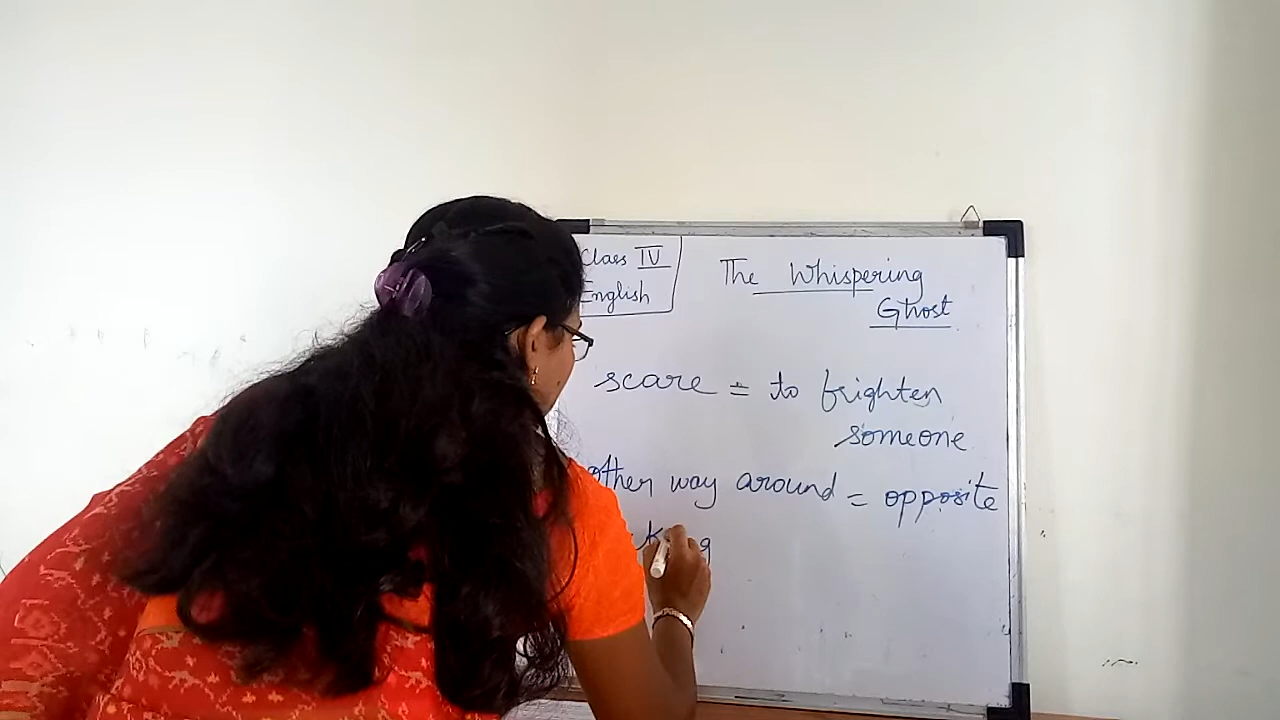 Class IV
English
The Whispering
Ghost
scare = to frighten
someone
other way around = opposite